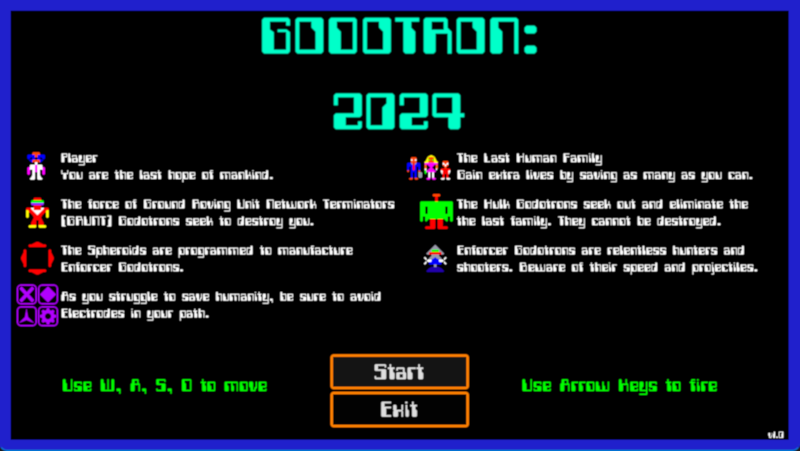 GODOTRON:
2024
Player
You are the last hope of mankind.
The Last Human Family
Gain extra lives by saving as many as you can.
The force of Ground Roving Unit Network Terminators
[GRUNT] Godotrons seek to destroy you.
The Hulk Godotrons seek out and eliminate the
the last family. They cannot be destroyed.
The Spheroids are programmed to manufacture
Enforcer Godotrons.
Enforcer Godotrons are relentless hunters and
shooters. Beware of their speed and projectiles.
As you struggle to save humanity, be sure to avoid
Electrodes in your path.
Use W, A, S, D to move
Start
Exit
Use Arrow Keys to fire
v1.0